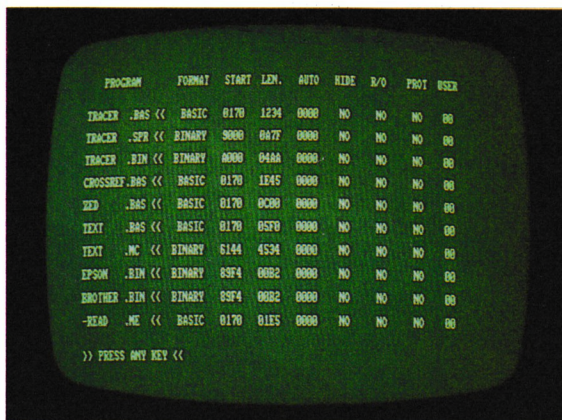 PROGRAM FORMAT START LEN. AUTO HIDE R/O PROT USER
TRACER .BAS << BASIC 0170 1234 0000 NO NO NO 00
TRACER .SPR << BINARY 9000 0A7F 0000 NO NO NO 00
TRACER .BIN << BINARY A000 04AA 0000 NO NO NO 00
CROSSREF.BAS << BASIC 0170 1E45 0000 NO NO NO 00
ZED .BAS << BASIC 0170 0C00 0000 NO NO NO 00
TEXT .BAS << BASIC 0170 05F0 0000 NO NO NO 00
TEXT .MC << BINARY 6144 4534 0000 NO NO NO 00
EPSON .BIN << BINARY 89F4 00B2 0000 NO NO NO 00
BROTHER .BIN << BINARY 89F4 00B2 0000 NO NO NO 00
-READ .ME << BASIC 0170 01E5 0000 NO NO NO 00
>> PRESS ANY KEY <<